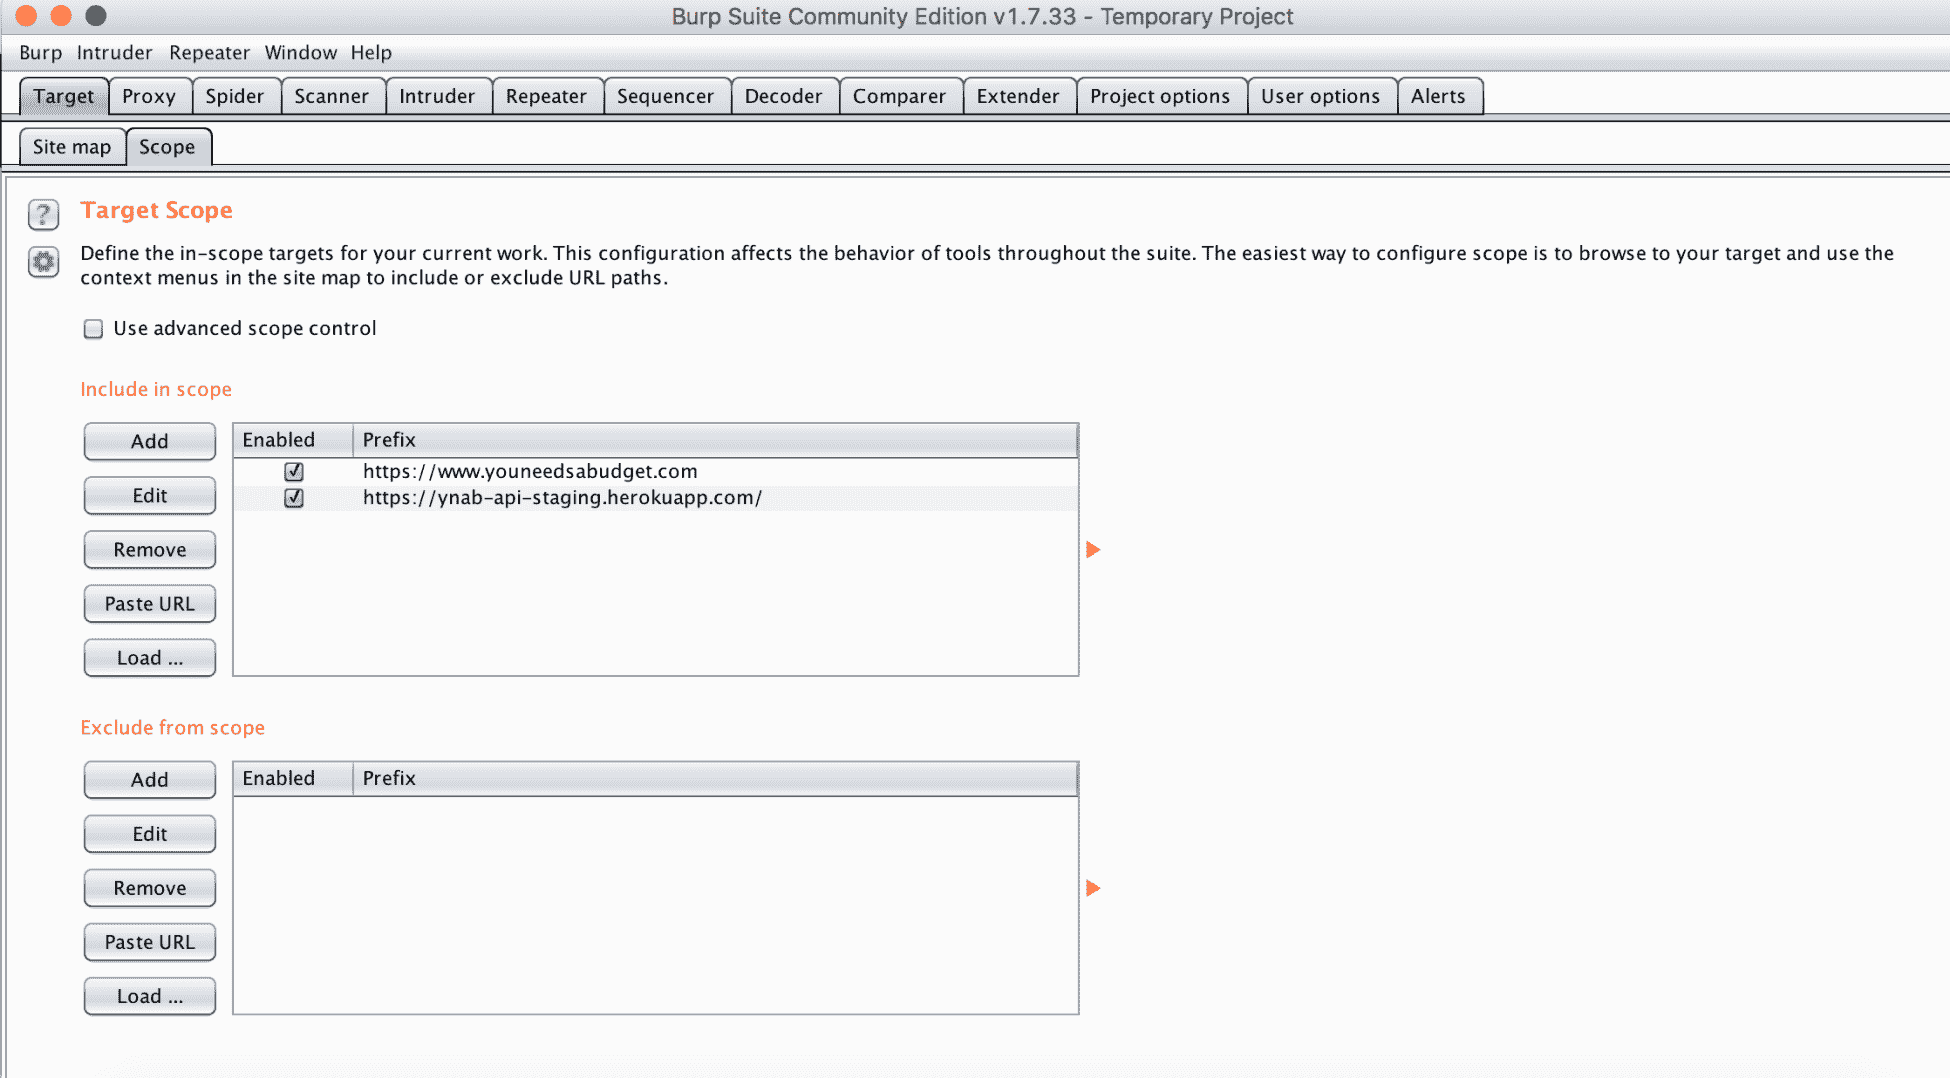 Burp Suite Community Edition v1.7.33 - Temporary Project
Burp Intruder Repeater Window Help
Target Proxy Spider Scanner Intruder Repeater Sequencer Decoder Comparer Extender Project options User options Alerts
Site map Scope
? Target Scope
Define the in-scope targets for your current work. This configuration affects the behavior of tools throughout the suite. The easiest way to configure scope is to browse to your target and use the
context menus in the site map to include or exclude URL paths.
Use advanced scope control
Include in scope
Add
Edit
Remove
Paste URL
Load ...
Enabled Prefix
https://www.youneedsabudget.com
https://ynab-api-staging.herokuapp.com/
Exclude from scope
Add
Edit
Remove
Paste URL
Load ...
Enabled Prefix